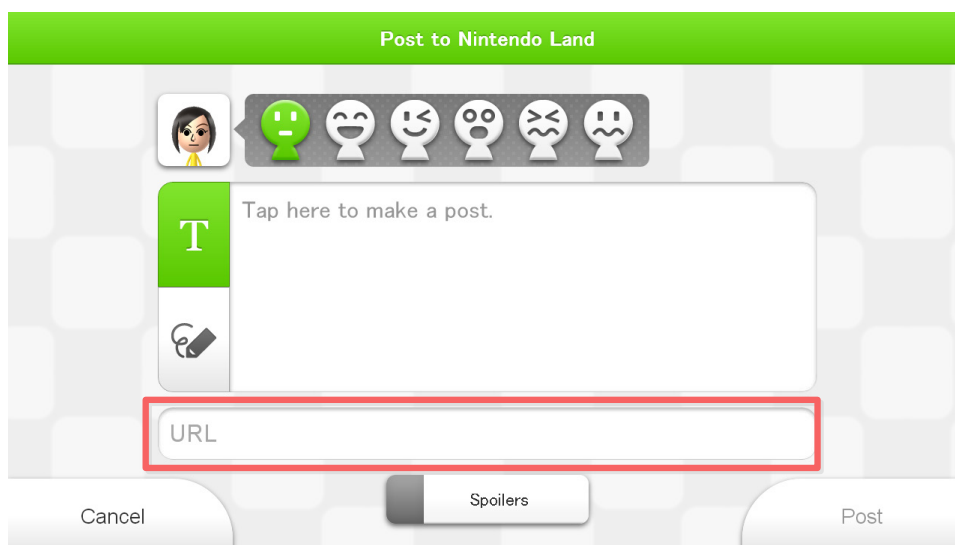 Post to Nintendo Land
T
Tap here to make a post.
URL
Spoilers
Cancel
Post